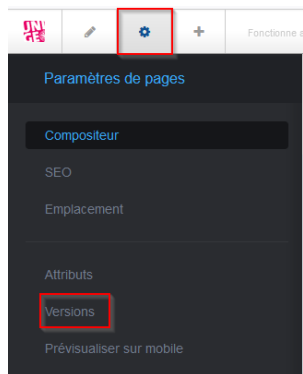 Fonctionne
Paramètres de pages
Compositeur
SEO
Emplacement
Attributs
Versions
Prévisualiser sur mobile